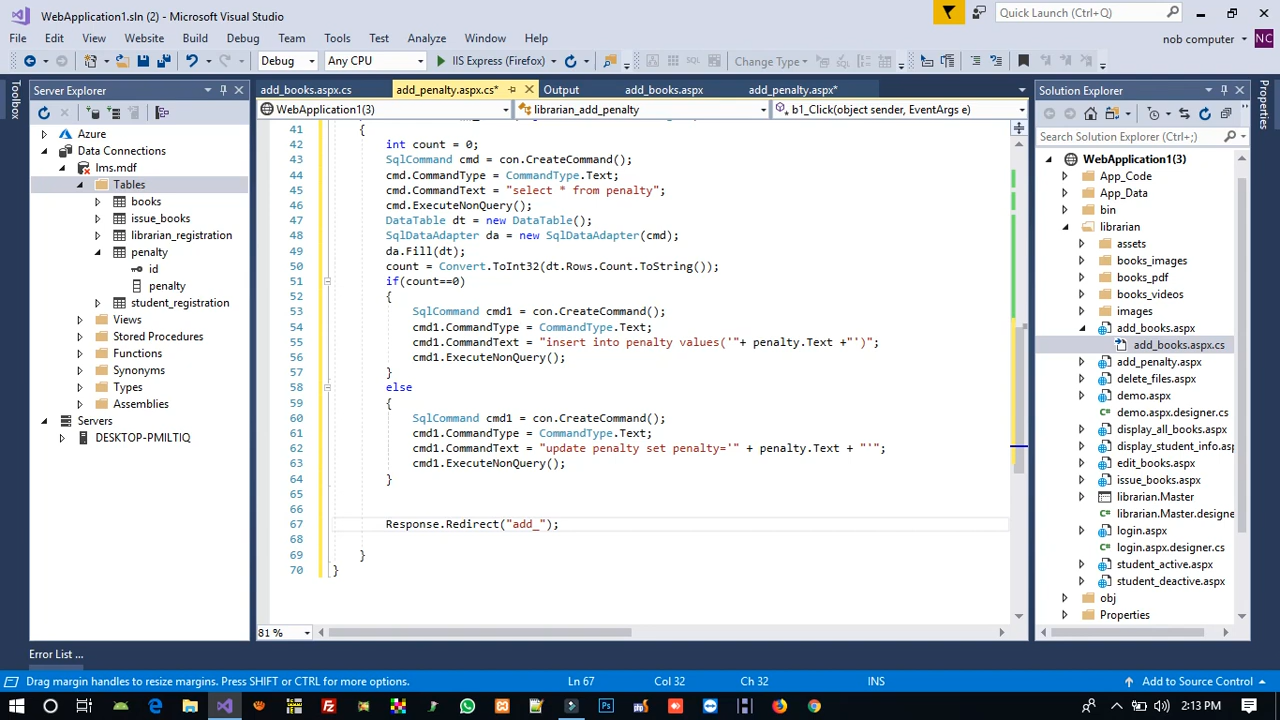 WebApplication1.sln (2) - Microsoft Visual Studio
Quick Launch (Ctrl+Q)
File Edit View Website Build Debug Team Tools Test Analyze Window Help
nob computer NC
Debug Any CPU IIS Express (Firefox) Change Type
Toolbox
Server Explorer
Azure
Data Connections
lms.mdf
Tables
books
issue_books
librarian_registration
penalty
id
penalty
student_registration
Views
Stored Procedures
Functions
Synonyms
Types
Assemblies
Servers
DESKTOP-PMILTIQ
add_books.aspx.cs add_penalty.aspx.cs* Output add_books.aspx add_penalty.aspx*
WebApplication1(3) librarian_add_penalty b1_Click(object sender, EventArgs e)
41 {
42 int count = 0;
43 SqlCommand cmd = con.CreateCommand();
44 cmd.CommandType = CommandType.Text;
45 cmd.CommandText = "select * from penalty";
46 cmd.ExecuteNonQuery();
47 DataTable dt = new DataTable();
48 SqlDataAdapter da = new SqlDataAdapter(cmd);
49 da.Fill(dt);
50 count = Convert.ToInt32(dt.Rows.Count.ToString());
51 if(count==0)
52 {
53 SqlCommand cmd1 = con.CreateCommand();
54 cmd1.CommandType = CommandType.Text;
55 cmd1.CommandText = "insert into penalty values('"+ penalty.Text +"')";
56 cmd1.ExecuteNonQuery();
57 }
58 else
59 {
60 SqlCommand cmd1 = con.CreateCommand();
61 cmd1.CommandType = CommandType.Text;
62 cmd1.CommandText = "update penalty set penalty='" + penalty.Text + "'";
63 cmd1.ExecuteNonQuery();
64 }
65
66
67 Response.Redirect("add_");
68
69 }
70 }
81 %
Solution Explorer
Search Solution Explorer (Ctrl+;)
WebApplication1(3)
App_Code
App_Data
bin
librarian
assets
books_images
books_pdf
books_videos
images
add_books.aspx
add_books.aspx.cs
add_penalty.aspx
delete_files.aspx
demo.aspx
demo.aspx.designer.cs
display_all_books.aspx
display_student_info.asp
edit_books.aspx
issue_books.aspx
librarian.Master
librarian.Master.designer
login.aspx
login.aspx.designer.cs
student_active.aspx
student_deactive.aspx
obj
Properties
Properties
Error List ...
Drag margin handles to resize margins. Press SHIFT or CTRL for more options. Ln 67 Col 32 Ch 32 INS Add to Source Control
2:13 PM